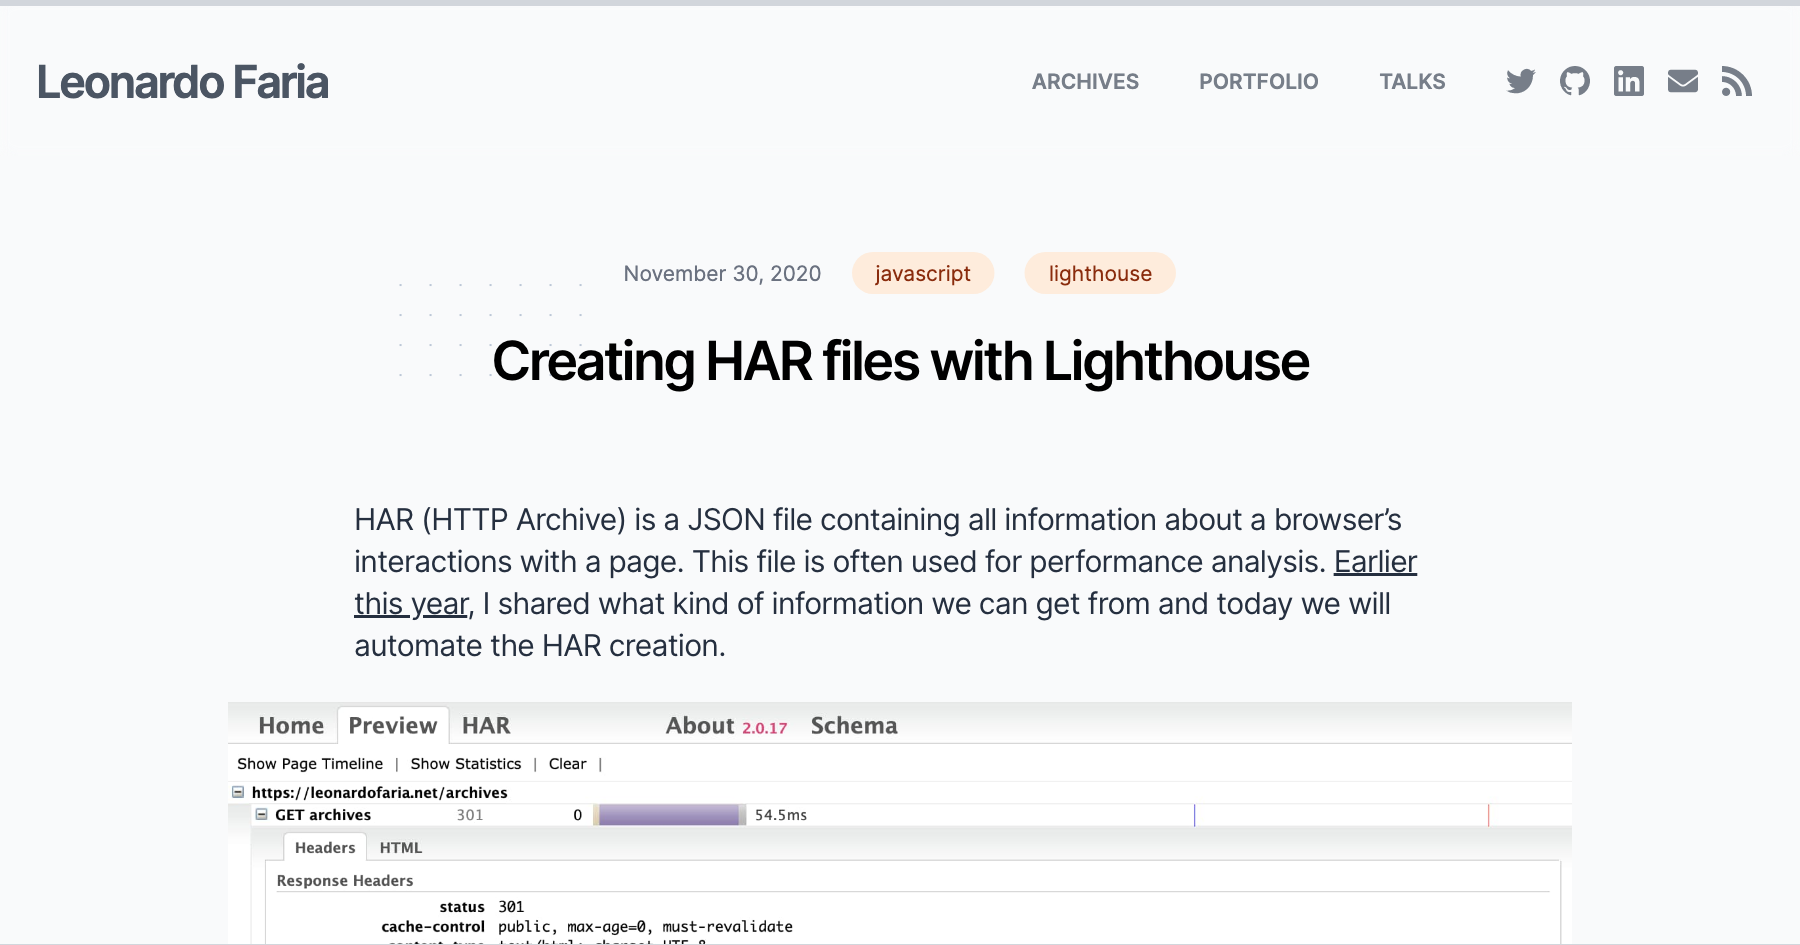 Leonardo Faria
ARCHIVES PORTFOLIO TALKS
November 30, 2020 javascript lighthouse
Creating HAR files with Lighthouse
HAR (HTTP Archive) is a JSON file containing all information about a browser’s
interactions with a page. This file is often used for performance analysis. Earlier
this year, I shared what kind of information we can get from and today we will
automate the HAR creation.
Home Preview HAR About 2.0.17 Schema
Show Page Timeline | Show Statistics | Clear |
https://leonardofaria.net/archives
GET archives 301 0 54.5ms
Headers HTML
Response Headers
status 301
cache-control public, max-age=0, must-revalidate